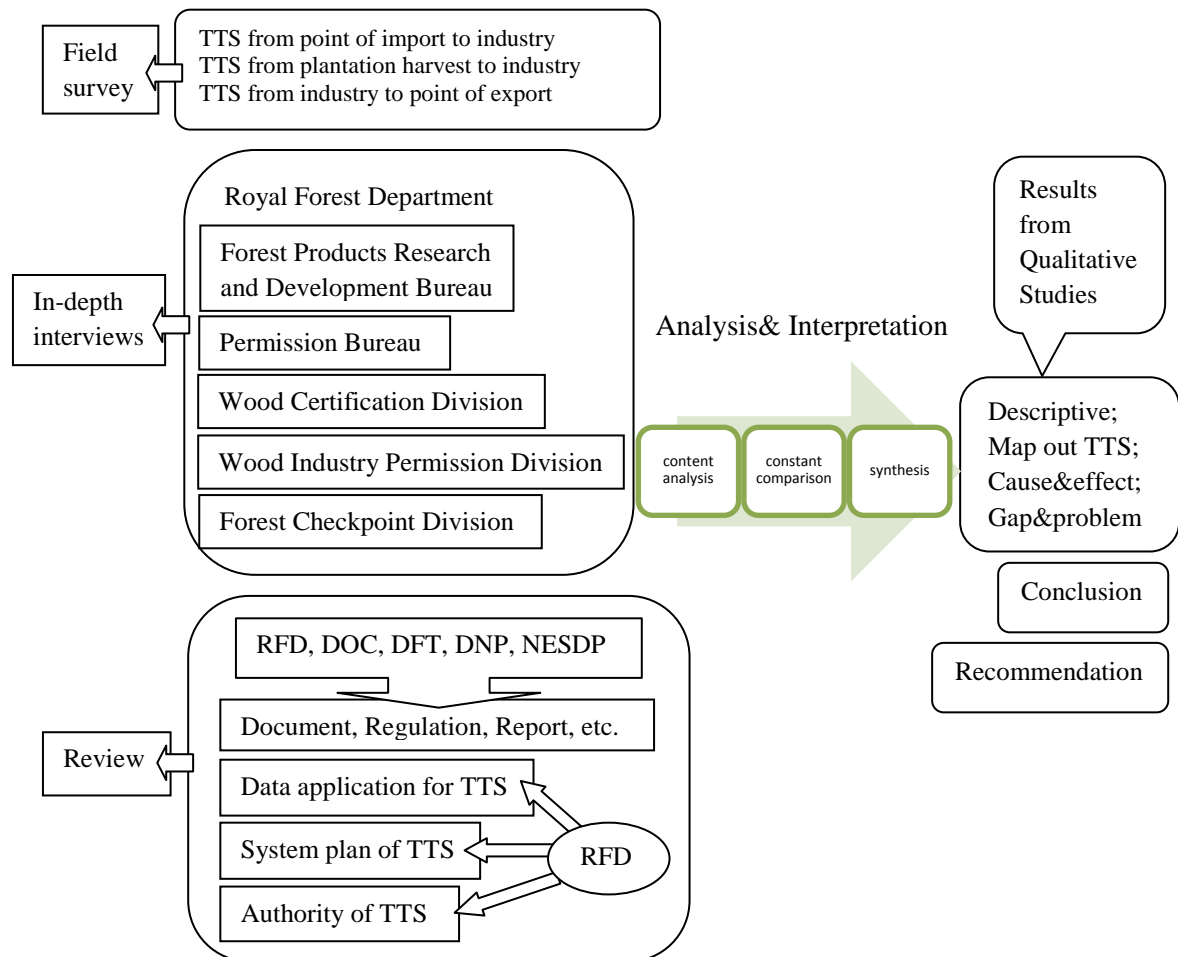 Field
survey
TTS from point of import to industry
TTS from plantation harvest to industry
TTS from industry to point of export
In-depth
interviews
Royal Forest Department
Forest Products Research
and Development Bureau
Permission Bureau
Wood Certification Division
Wood Industry Permission Division
Forest Checkpoint Division
Analysis& Interpretation
content
analysis
constant
comparison
synthesis
Results
from
Qualitative
Studies
Descriptive;
Map out TTS;
Cause&effect;
Gap&problem
Conclusion
Recommendation
Review
RFD, DOC, DFT, DNP, NESDP
Document, Regulation, Report, etc.
Data application for TTS
System plan of TTS
Authority of TTS
RFD